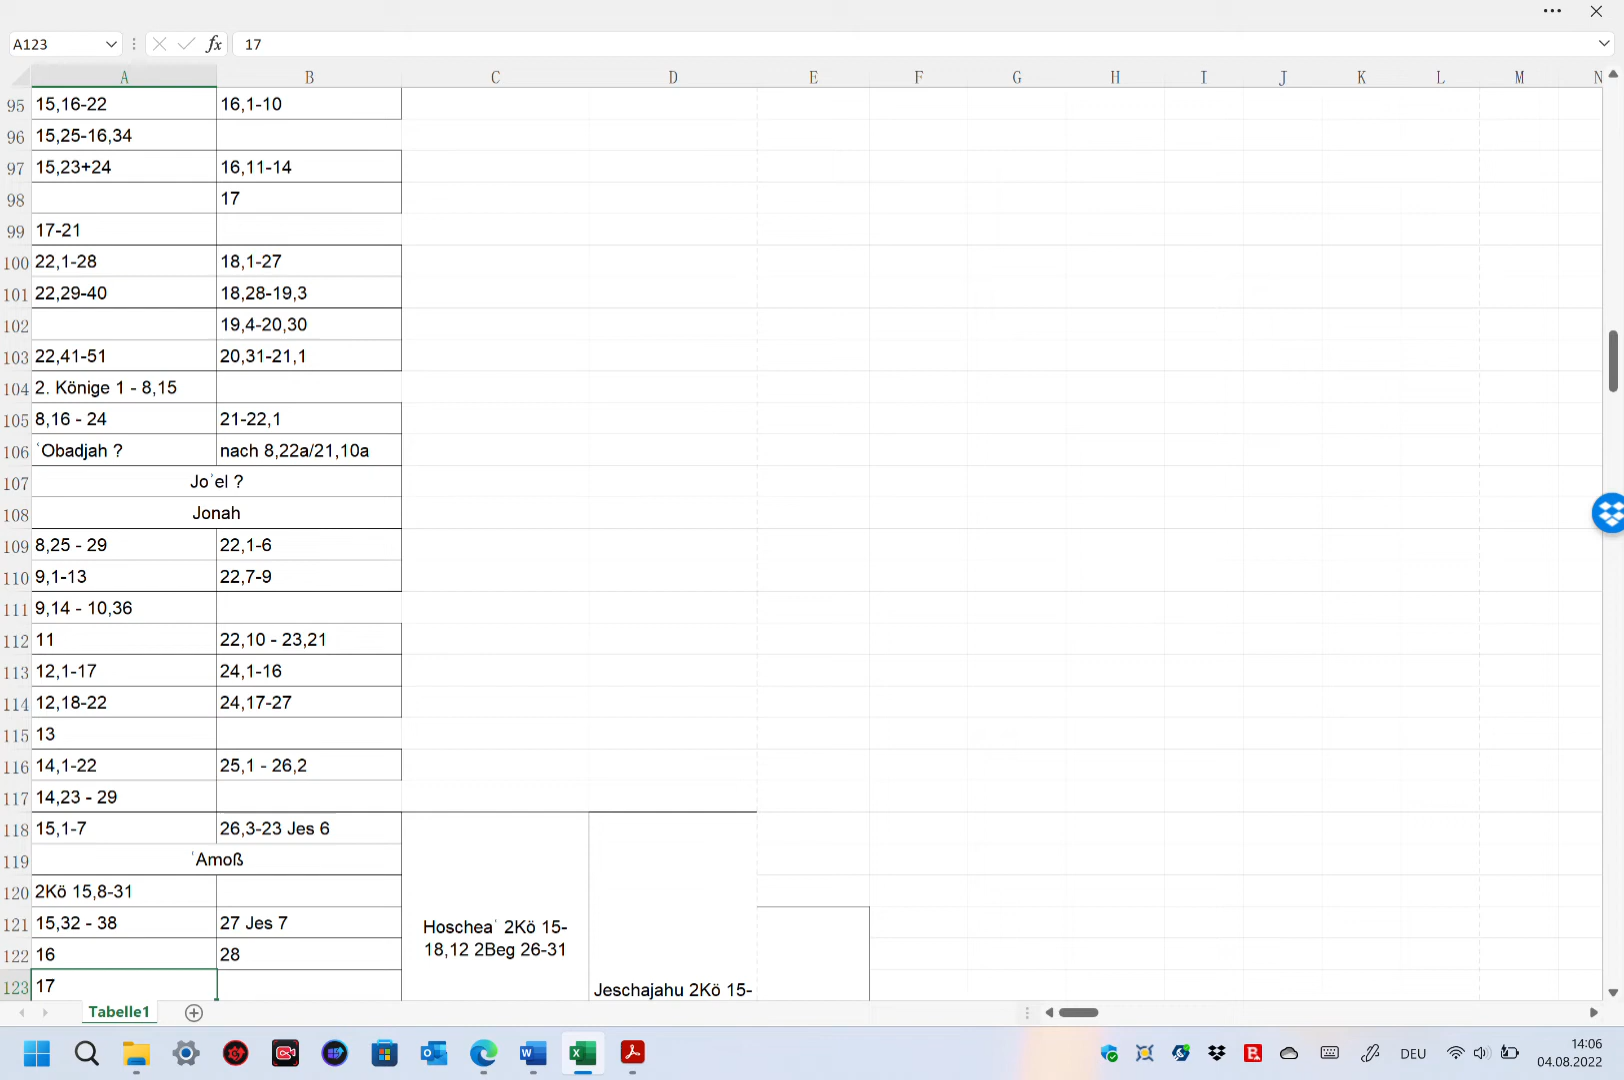 A123 fx 17
A B C D E F G H I J K L M N
95 15,16-22 16,1-10
96 15,25-16,34
97 15,23+24 16,11-14
98 17
99 17-21
100 22,1-28 18,1-27
101 22,29-40 18,28-19,3
102 19,4-20,30
103 22,41-51 20,31-21,1
104 2. Könige 1 - 8,15
105 8,16 - 24 21-22,1
106 ʿObadjah ? nach 8,22a/21,10a
107 Joʾel ?
108 Jonah
109 8,25 - 29 22,1-6
110 9,1-13 22,7-9
111 9,14 - 10,36
112 11 22,10 - 23,21
113 12,1-17 24,1-16
114 12,18-22 24,17-27
115 13
116 14,1-22 25,1 - 26,2
117 14,23 - 29
118 15,1-7 26,3-23 Jes 6
119 ʿAmoß
120 2Kö 15,8-31
121 15,32 - 38 27 Jes 7
Hoscheaʿ 2Kö 15-
18,12 2Beg 26-31
122 16 28
123 17
Jeschajahu 2Kö 15-
Tabelle1
DEU
14:06
04.08.2022